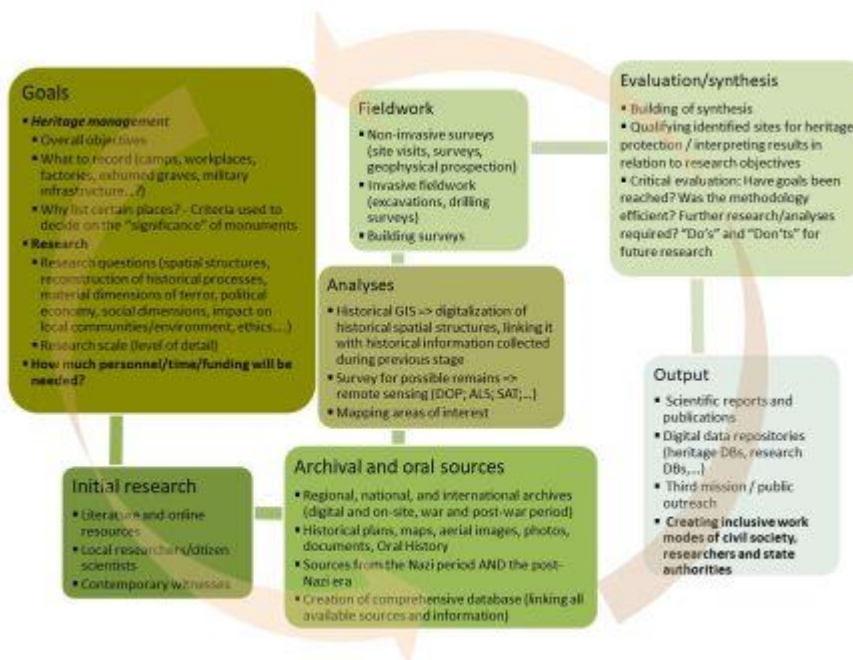 Goals
▪ Heritage management
▪ Overall objectives
▪ What to record (camps, workplaces,
factories, exhumed graves, military
infrastructure...?)
▪ Why list certain places? - Criteria used to
decide on the "significance" of monuments
▪ Research
▪ Research questions (spatial structures,
reconstruction of historical processes,
material dimensions of terror, political
economy, social dimensions, impact on
local communities/environment, ethics....)
▪ Research scale (level of detail)
▪ How much personnel/time/funding will be
needed?
Initial research
▪ Literature and online
resources
▪ Local researchers/citizen
scientists
▪ Contemporary witnesses
Archival and oral sources
▪ Regional, national, and international archives
(digital and on-site, war and post-war period)
▪ Historical plans, maps, aerial images, photos,
documents, Oral History
▪ Sources from the Nazi period AND the post-
Nazi era
▪ Creation of comprehensive database (linking all
available sources and information)
Analyses
▪ Historical GIS => digitalization of
historical spatial structures, linking it
with historical information collected
during previous stage
▪ Survey for possible remains =>
remote sensing (DOP; ALS; SAT;...)
▪ Mapping areas of interest
Fieldwork
▪ Non-invasive surveys
(site visits, surveys,
geophysical prospection)
▪ Invasive fieldwork
(excavations, drilling
surveys)
▪ Building surveys
Evaluation/synthesis
▪ Building of synthesis
▪ Qualifying identified sites for heritage
protection / interpreting results in
relation to research objectives
▪ Critical evaluation: Have goals been
reached? Was the methodology
efficient? Further research/analyses
required? "Do's" and "Don'ts" for
future research
Output
▪ Scientific reports and
publications
▪ Digital data repositories
(heritage DBs, research
DBs,...)
▪ Third mission / public
outreach
▪ Creating inclusive work
modes of civil society,
researchers and state
authorities